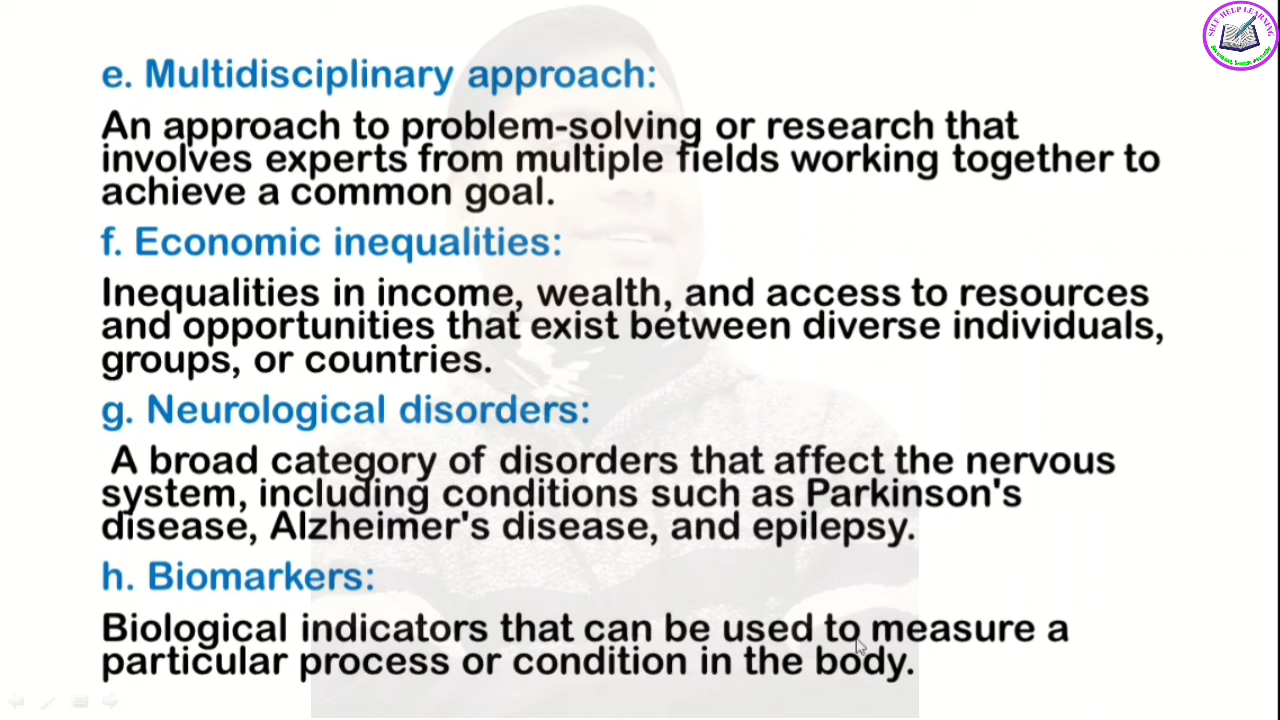 SELF HELP LEARNING
e. Multidisciplinary approach:
An approach to problem-solving or research that
involves experts from multiple fields working together to
achieve a common goal.
f. Economic inequalities:
Inequalities in income, wealth, and access to resources
and opportunities that exist between diverse individuals,
groups, or countries.
g. Neurological disorders:
A broad category of disorders that affect the nervous
system, including conditions such as Parkinson's
disease, Alzheimer's disease, and epilepsy.
h. Biomarkers:
Biological indicators that can be used to measure a
particular process or condition in the body.